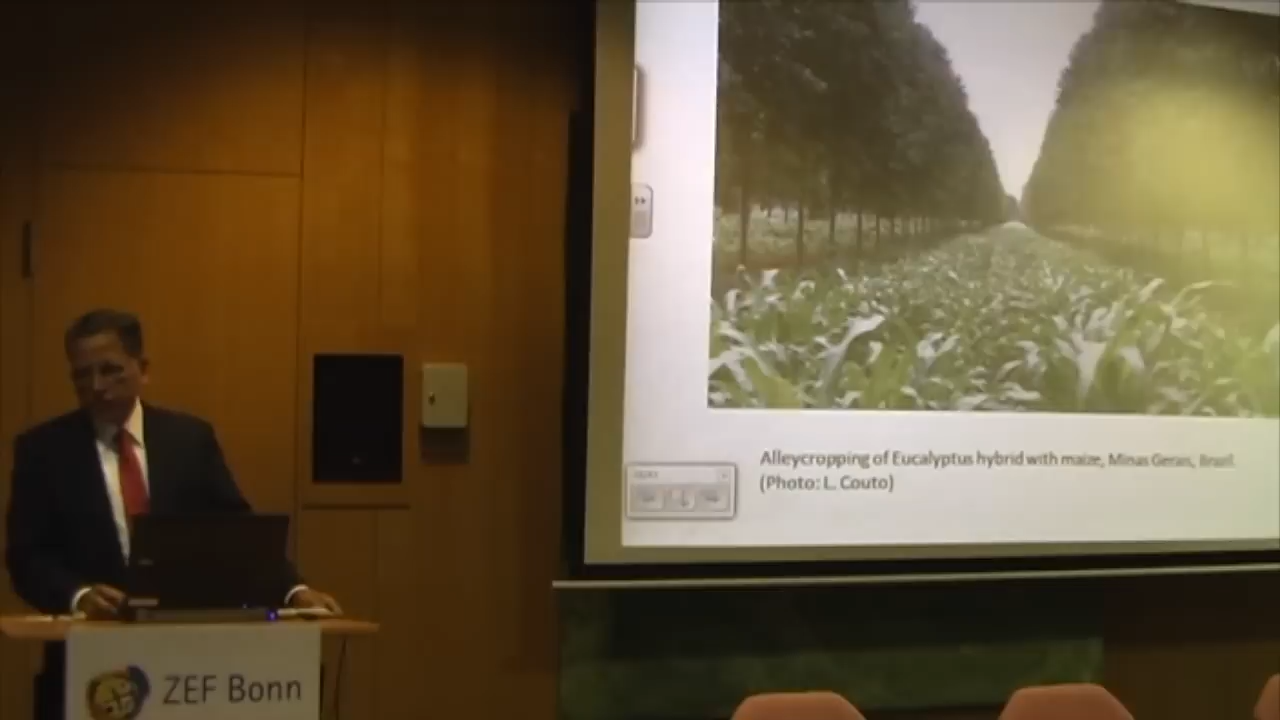 Alleycropping of Eucalyptus hybrid with maize, Minas Gerais, Brazil
(Photo: L. Couto)
ZEF Bonn